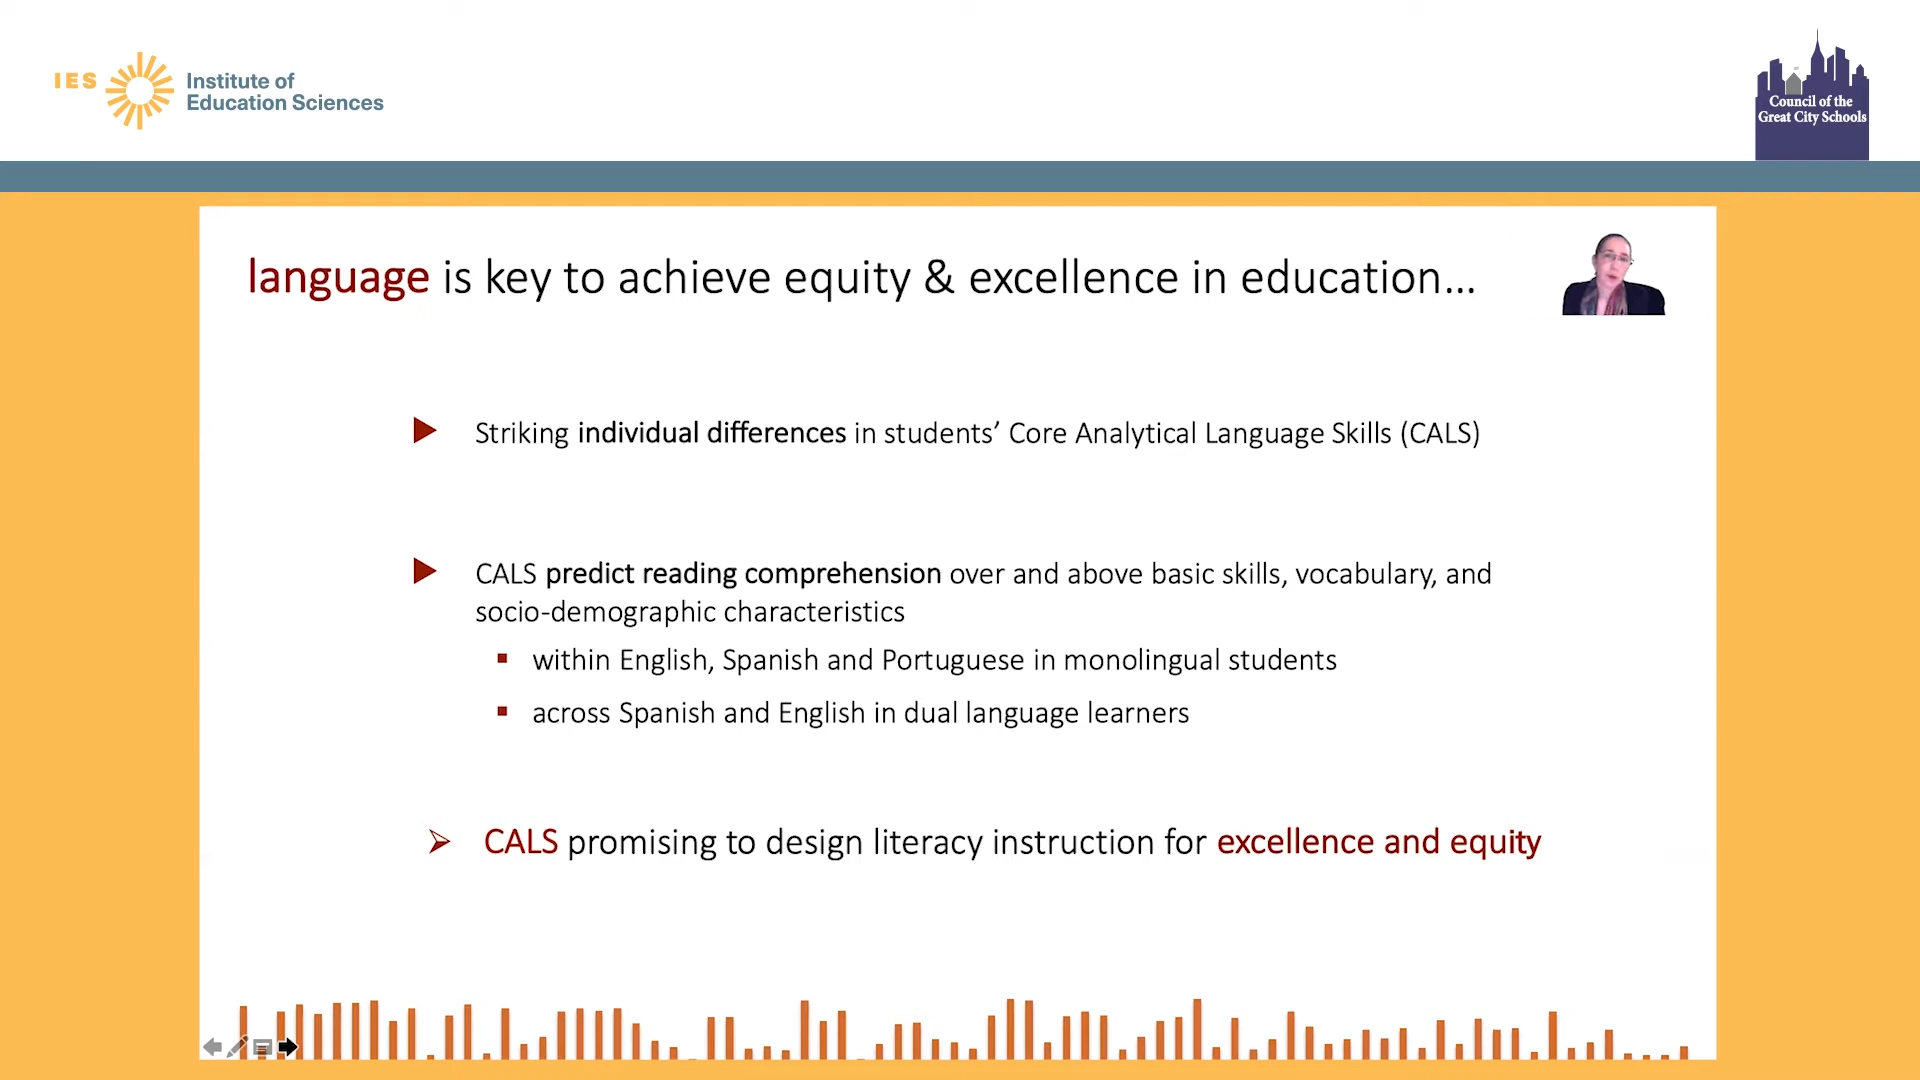 IES Institute of
Education Sciences
Council of the
Great City Schools
language is key to achieve equity & excellence in education...
Striking individual differences in students’ Core Analytical Language Skills (CALS)
CALS predict reading comprehension over and above basic skills, vocabulary, and
socio-demographic characteristics
within English, Spanish and Portuguese in monolingual students
across Spanish and English in dual language learners
CALS promising to design literacy instruction for excellence and equity